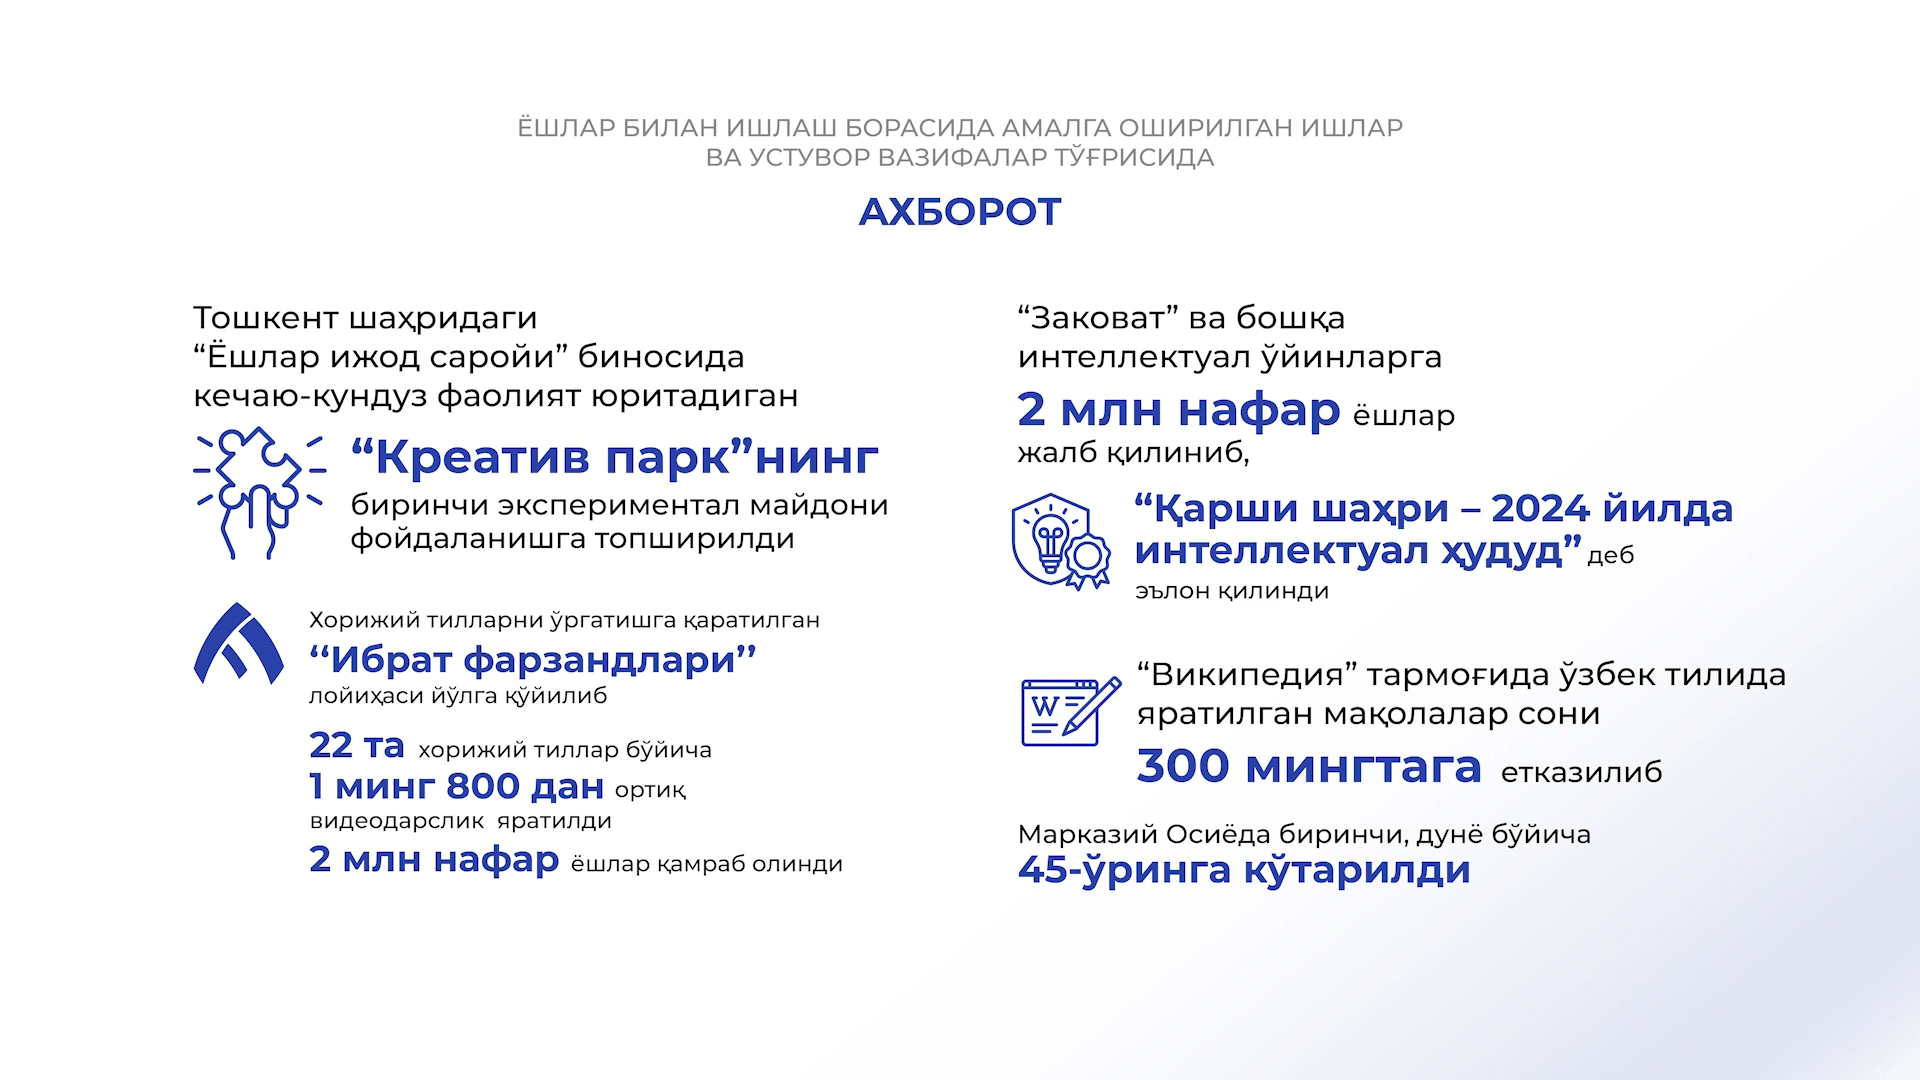 ЁШЛАР БИЛАН ИШЛАШ БОРАСИДА АМАЛГА ОШИРИЛГАН ИШЛАР
ВА УСТУВОР ВАЗИФАЛАР ТЎҒРИСИДА
АХБОРОТ
Тошкент шаҳридаги
“Ёшлар ижод саройи” биносида
кечаю-кундуз фаолият юритадиган
“Креатив парк”нинг
биринчи экспериментал майдони
фойдаланишга топширилди
Хорижий тилларни ўргатишга қаратилган
‘‘Ибрат фарзандлари’’
лойиҳаси йўлга қўйилиб
22 та хорижий тиллар бўйича
1 минг 800 дан ортиқ
видеодарслик яратилди
2 млн нафар ёшлар қамраб олинди
“Заковат” ва бошқа
интеллектуал ўйинларга
2 млн нафар ёшлар
жалб қилиниб,
“Қарши шаҳри – 2024 йилда
интеллектуал ҳудуд” деб
эълон қилинди
W
“Википедия” тармоғида ўзбек тилида
яратилган мақолалар сони
300 мингтага етказилиб
Марказий Осиёда биринчи, дунё бўйича
45-ўринга кўтарилди